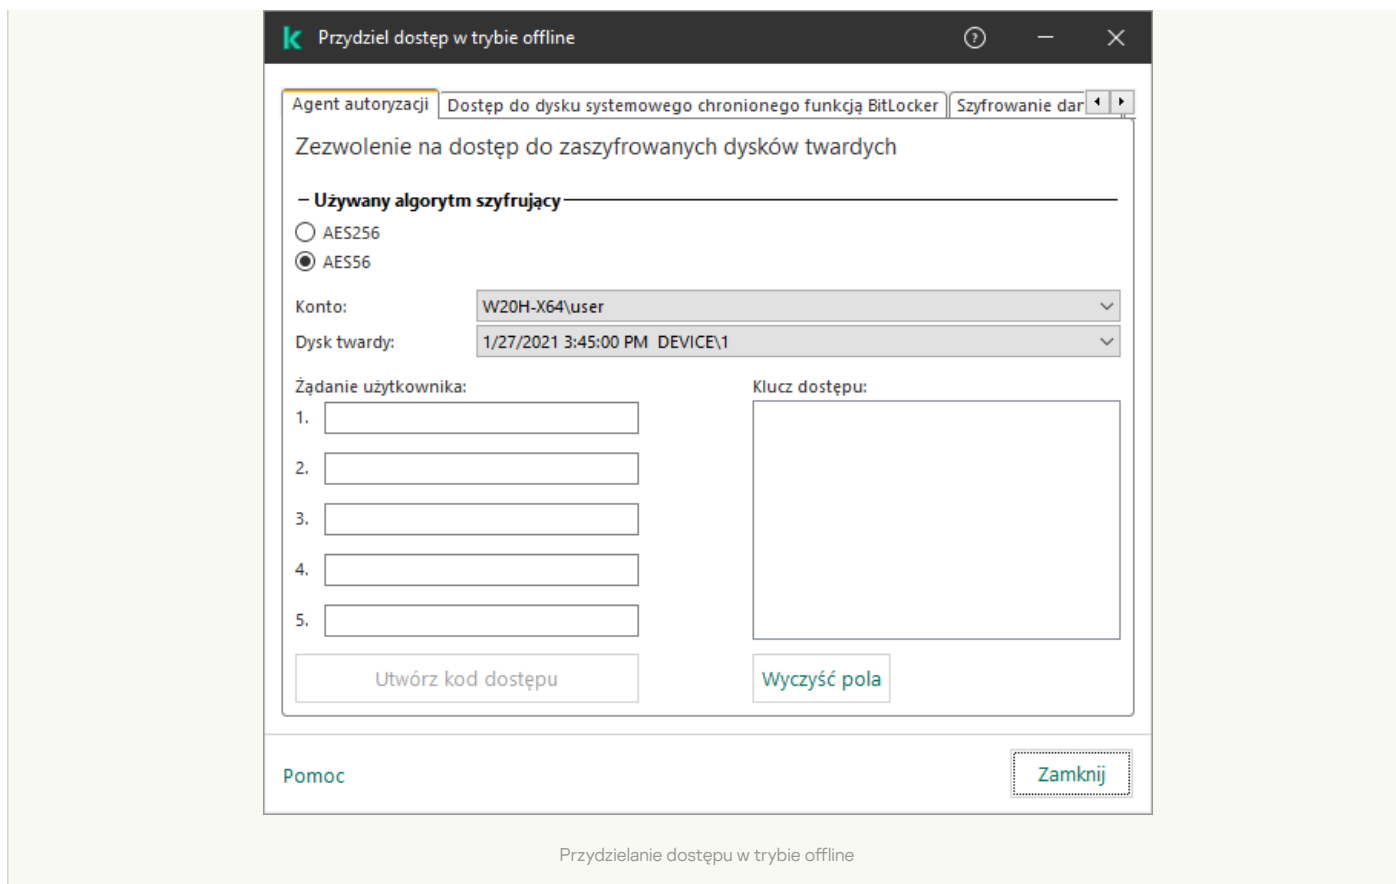 Przydziel dostęp w trybie offline
Agent autoryzacji
Dostęp do dysku systemowego chronionego funkcją BitLocker
Szyfrowanie dar
Zezwolenie na dostęp do zaszyfrowanych dysków twardych
Używany algorytm szyfrujący
AES256
AES56
Konto: W20H-X64\user
Dysk twardy: 1/27/2021 3:45:00 PM DEVICE\1
Żądanie użytkownika:
Klucz dostępu:
1.
2.
3.
4.
5.
Utwórz kod dostępu
Wyczyść pola
Pomoc
Zamknij
Przydzielanie dostępu w trybie offline